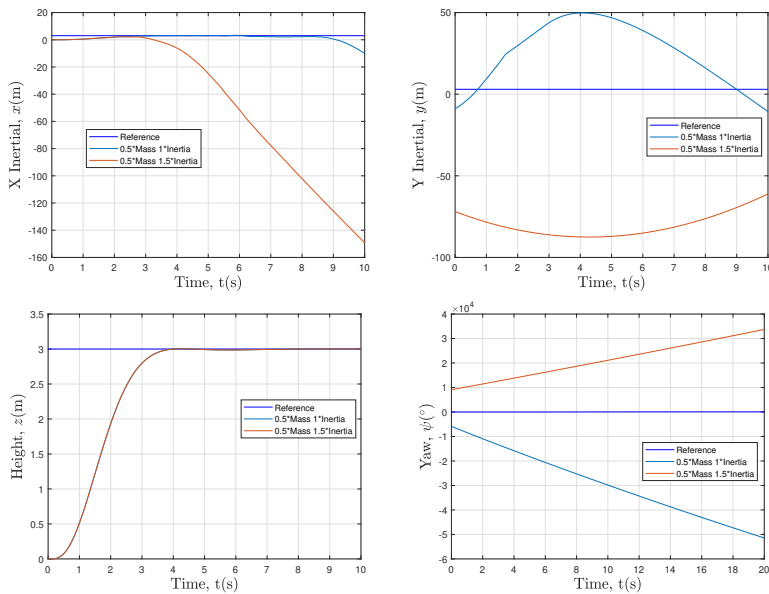 20
0
-20
-40
-60
-80
-100
-120
-140
-160
X Inertial, x(m)
Reference
0.5*Mass 1*Inertia
0.5*Mass 1.5*Inertia
0 1 2 3 4 5 6 7 8 9 10
Time, t(s)
50
0
-50
-100
Y Inertial, y(m)
Reference
0.5*Mass 1*Inertia
0.5*Mass 1.5*Inertia
0 1 2 3 4 5 6 7 8 9 10
Time, t(s)
3.5
3
2.5
2
1.5
1
0.5
0
Height, z(m)
Reference
0.5*Mass 1*Inertia
0.5*Mass 1.5*Inertia
0 1 2 3 4 5 6 7 8 9 10
Time, t(s)
×10⁴
4
3
2
1
0
-1
-2
-3
-4
-5
-6
Yaw, ψ(°)
Reference
0.5*Mass 1*Inertia
0.5*Mass 1.5*Inertia
0 2 4 6 8 10 12 14 16 18 20
Time, t(s)